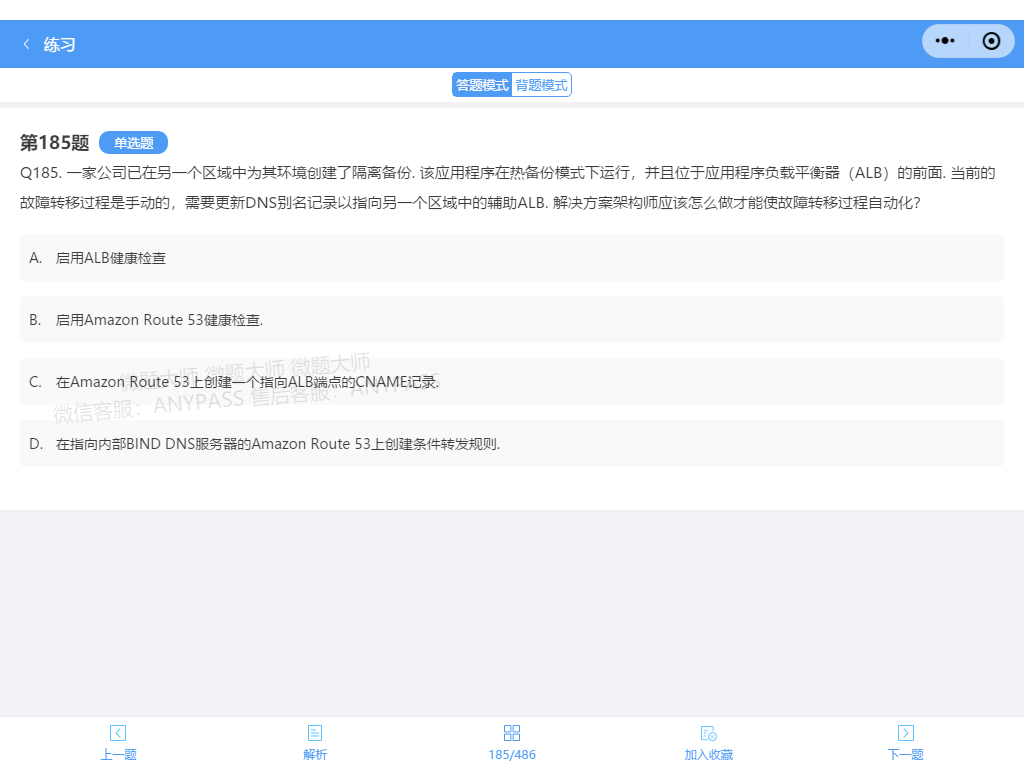 练习
答题模式 背题模式
第185题 单选题
Q185. 一家公司已在另一个区域中为其环境创建了隔离备份. 该应用程序在热备份模式下运行，并且位于应用程序负载平衡器（ALB）的前面. 当前的
故障转移过程是手动的，需要更新DNS别名记录以指向另一个区域中的辅助ALB. 解决方案架构师应该怎么做才能使故障转移过程自动化？
A. 启用ALB健康检查
B. 启用Amazon Route 53健康检查.
微题大师 微题大师 微题大师
C. 在Amazon Route 53上创建一个指向ALB端点的CNAME记录.
微信客服：ANYPASS 售后客服：ANYPASS
D. 在指向内部BIND DNS服务器的Amazon Route 53上创建条件转发规则.
上一题 解析 185/486 加入收藏 下一题